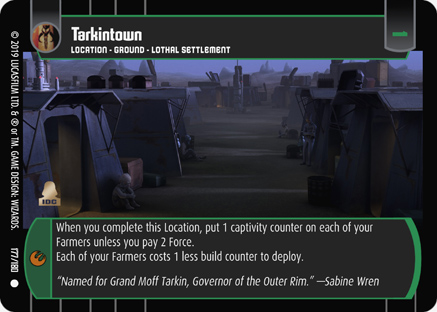 Tarkintown
LOCATION - GROUND - LOTHAL SETTLEMENT
When you complete this Location, put 1 captivity counter on each of your
Farmers unless you pay 2 Force.
Each of your Farmers costs 1 less build counter to deploy.
"Named for Grand Moff Tarkin, Governor of the Outer Rim." —Sabine Wren
© 2019 LUCASFILM LTD. & ® or TM. GAME DESIGN: WIZARDS.
177/180
IDC